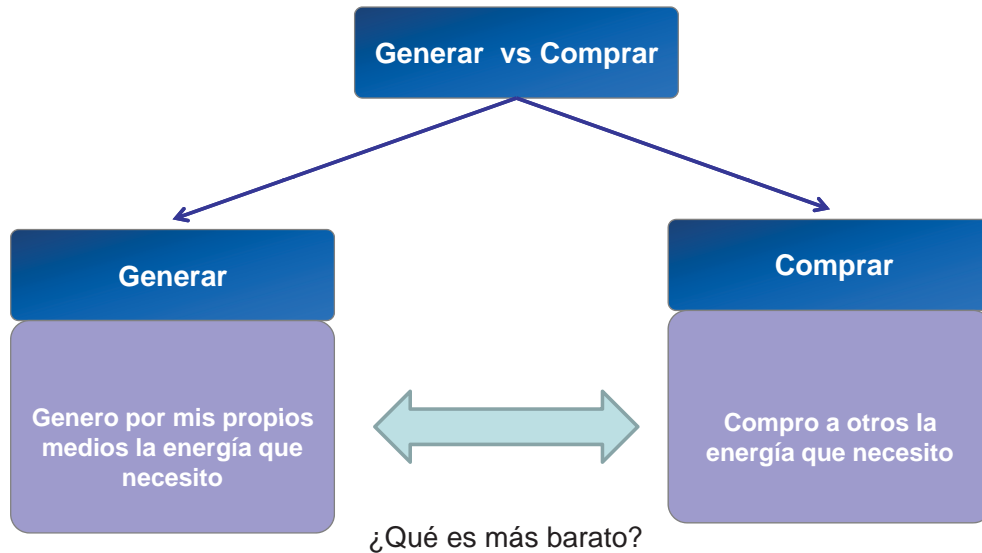 Generar vs Comprar
Generar
Genero por mis propios
medios la energía que
necesito
Comprar
Compro a otros la
energía que necesito
¿Qué es más barato?